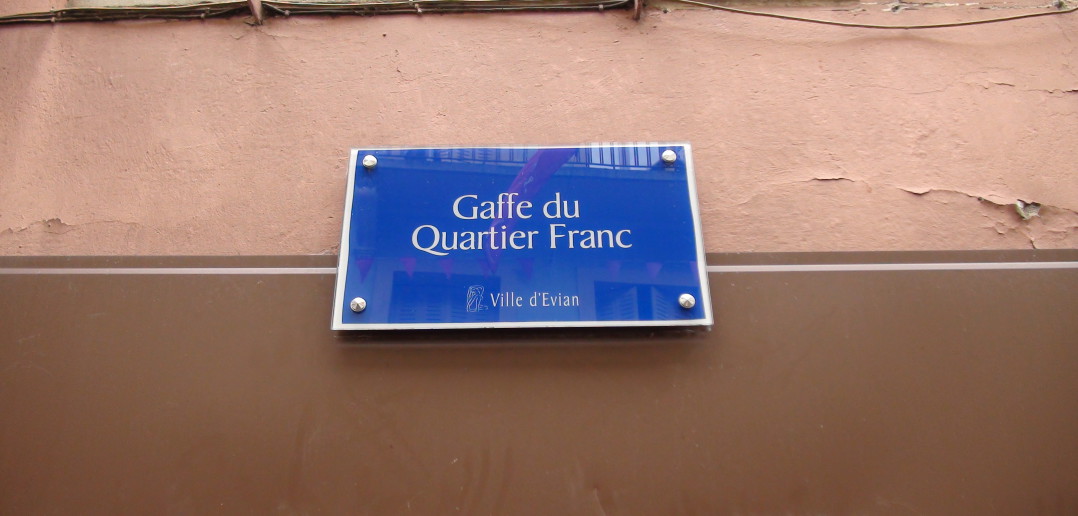 Gaffe du
Quartier Franc
Ville d'Evian